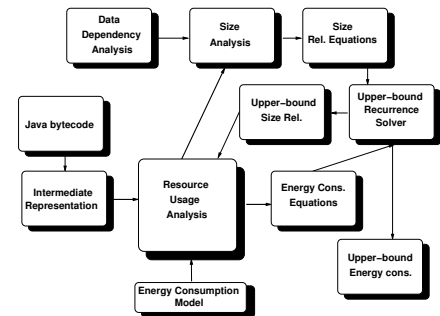 Data
Dependency
Analysis
Size
Analysis
Size
Rel. Equations
Upper−bound
Size Rel.
Upper−bound
Recurrence
Solver
Java bytecode
Intermediate
Representation
Resource
Usage
Analysis
Energy Cons.
Equations
Upper−bound
Energy cons.
Energy Consumption
Model